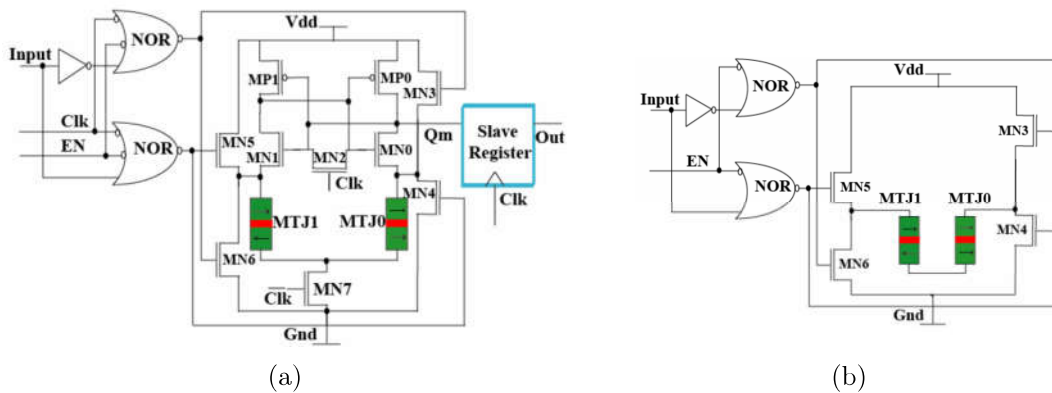 Input
NOR
Clk
EN
NOR
Vdd
MP1
MP0
MN3
MN5
MN1
MN2
MN0
Clk
Qm
Slave
Register
Out
Clk
MN4
MTJ1
MTJ0
MN6
Clk
MN7
Gnd
(a)
Input
NOR
EN
NOR
Vdd
MN3
MN5
MTJ1
MTJ0
MN4
MN6
Gnd
(b)